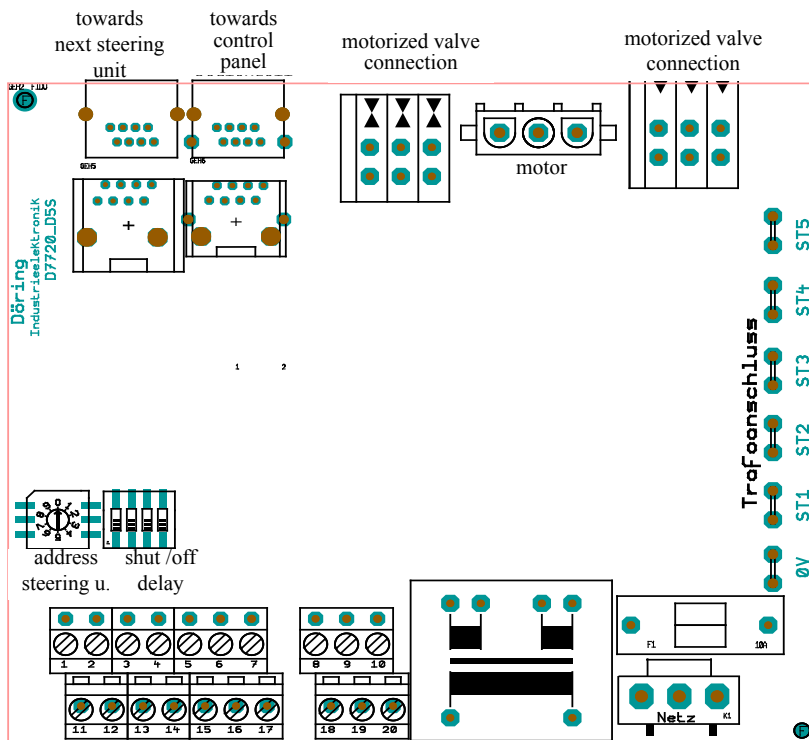 towards
next steering
unit
towards
control
panel
motorized valve
connection
motorized valve
connection
GEH5
GEH6
motor
Döring
Industrieelektronik
D7720_D5S
1 2
Trafoanschluss
ST5
ST4
ST3
ST2
ST1
0V
address
steering u.
shut /off
delay
1 2 3 4 5 6 7
8 9 10
11 12 13 14 15 16 17
18 19 20
F1 10A
Netz K1